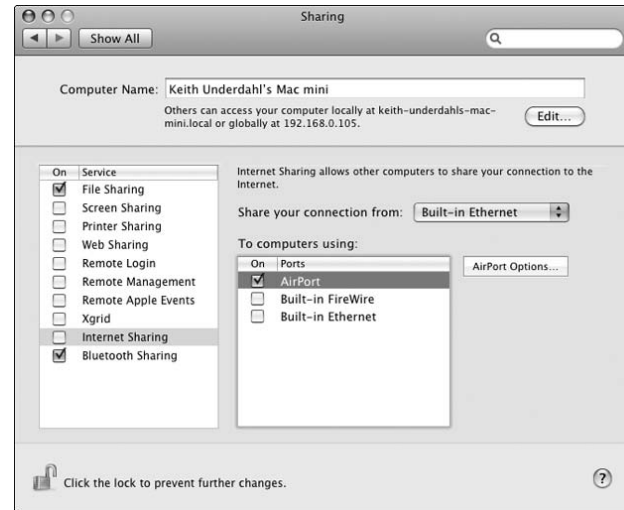 Sharing
Show All
Computer Name: Keith Underdahl's Mac mini
Others can access your computer locally at keith-underdahls-mac-
mini.local or globally at 192.168.0.105.
Edit...
On Service
File Sharing
Screen Sharing
Printer Sharing
Web Sharing
Remote Login
Remote Management
Remote Apple Events
Xgrid
Internet Sharing
Bluetooth Sharing
Internet Sharing allows other computers to share your connection to the
Internet.
Share your connection from: Built-in Ethernet
To computers using:
On Ports
AirPort
Built-in FireWire
Built-in Ethernet
AirPort Options...
Click the lock to prevent further changes.
?